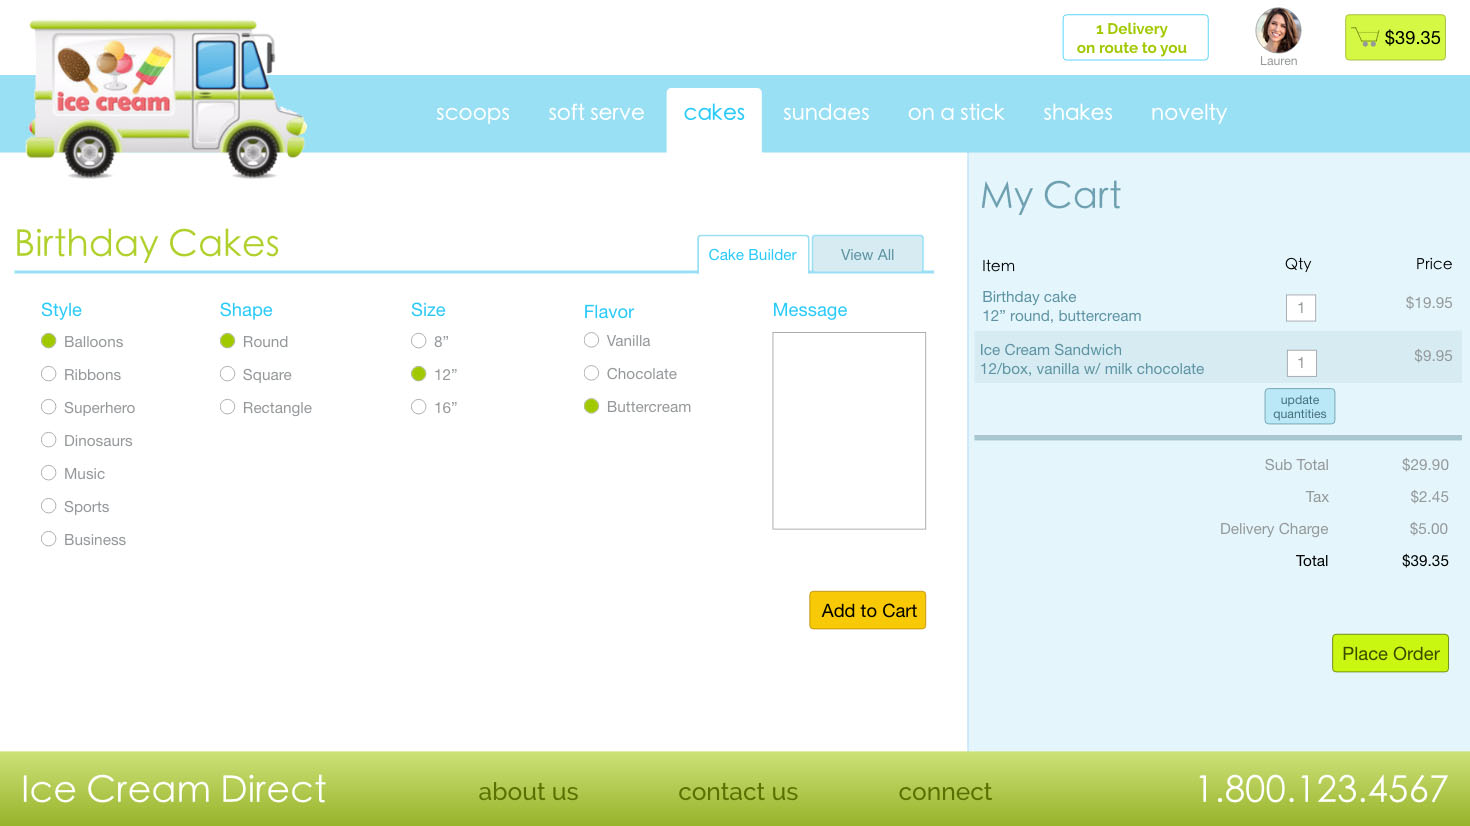 1 Delivery
on route to you
Lauren
$39.35
ice cream
scoops
soft serve
cakes
sundaes
on a stick
shakes
novelty
Birthday Cakes
Cake Builder
View All
Style
Balloons
Ribbons
Superhero
Dinosaurs
Music
Sports
Business
Shape
Round
Square
Rectangle
Size
8”
12”
16”
Flavor
Vanilla
Chocolate
Buttercream
Message
Add to Cart
My Cart
Item Qty Price
Birthday cake
12” round, buttercream
1
$19.95
Ice Cream Sandwich
12/box, vanilla w/ milk chocolate
1
$9.95
update
quantities
Sub Total $29.90
Tax $2.45
Delivery Charge $5.00
Total $39.35
Place Order
Ice Cream Direct
about us
contact us
connect
1.800.123.4567